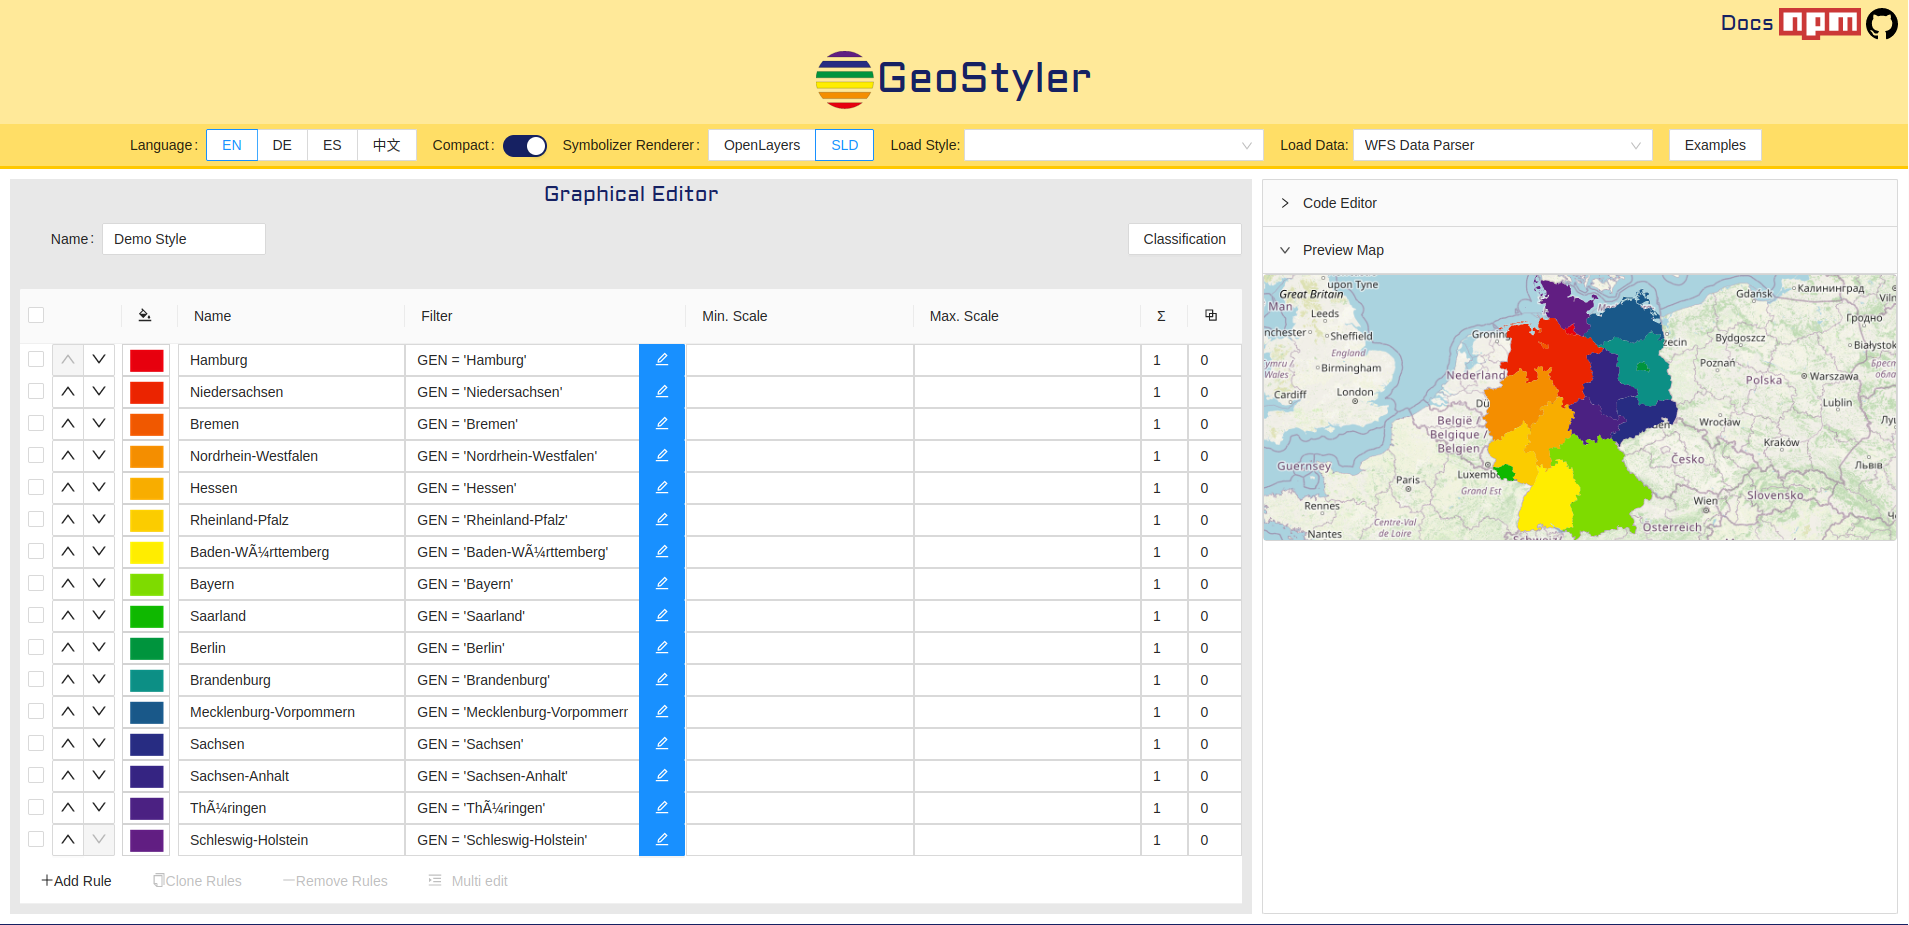 Docs npm
GeoStyler
Language: EN DE ES 中文 Compact: Symbolizer Renderer: OpenLayers SLD Load Style: Load Data: WFS Data Parser Examples
Graphical Editor
Name: Demo Style Classification
Name Filter Min. Scale Max. Scale Σ
Hamburg GEN = 'Hamburg' 1 0
Niedersachsen GEN = 'Niedersachsen' 1 0
Bremen GEN = 'Bremen' 1 0
Nordrhein-Westfalen GEN = 'Nordrhein-Westfalen' 1 0
Hessen GEN = 'Hessen' 1 0
Rheinland-Pfalz GEN = 'Rheinland-Pfalz' 1 0
Baden-WÃ¼rttemberg GEN = 'Baden-WÃ¼rttemberg' 1 0
Bayern GEN = 'Bayern' 1 0
Saarland GEN = 'Saarland' 1 0
Berlin GEN = 'Berlin' 1 0
Brandenburg GEN = 'Brandenburg' 1 0
Mecklenburg-Vorpommern GEN = 'Mecklenburg-Vorpommern 1 0
Sachsen GEN = 'Sachsen' 1 0
Sachsen-Anhalt GEN = 'Sachsen-Anhalt' 1 0
ThÃ¼ringen GEN = 'ThÃ¼ringen' 1 0
Schleswig-Holstein GEN = 'Schleswig-Holstein' 1 0
Add Rule Clone Rules Remove Rules Multi edit
Code Editor
Preview Map
upon Tyne
Great Britain
Man
Leeds
nchester
Sheffield
England
Birmingham
Wales
Cardiff
London
Guernsey
Rennes
Nantes
Paris
Centre-Val
de Loire
Grand Est
Nederland
België /
Belgique /
Belgien
Gdańsk
Калининград
Гродно
Białystok
Bydgoszcz
Poznań
Polska
Warszawa
Lublin
Wrocław
Kraków
Česko
Львів
Wien
Slovensko
Österreich